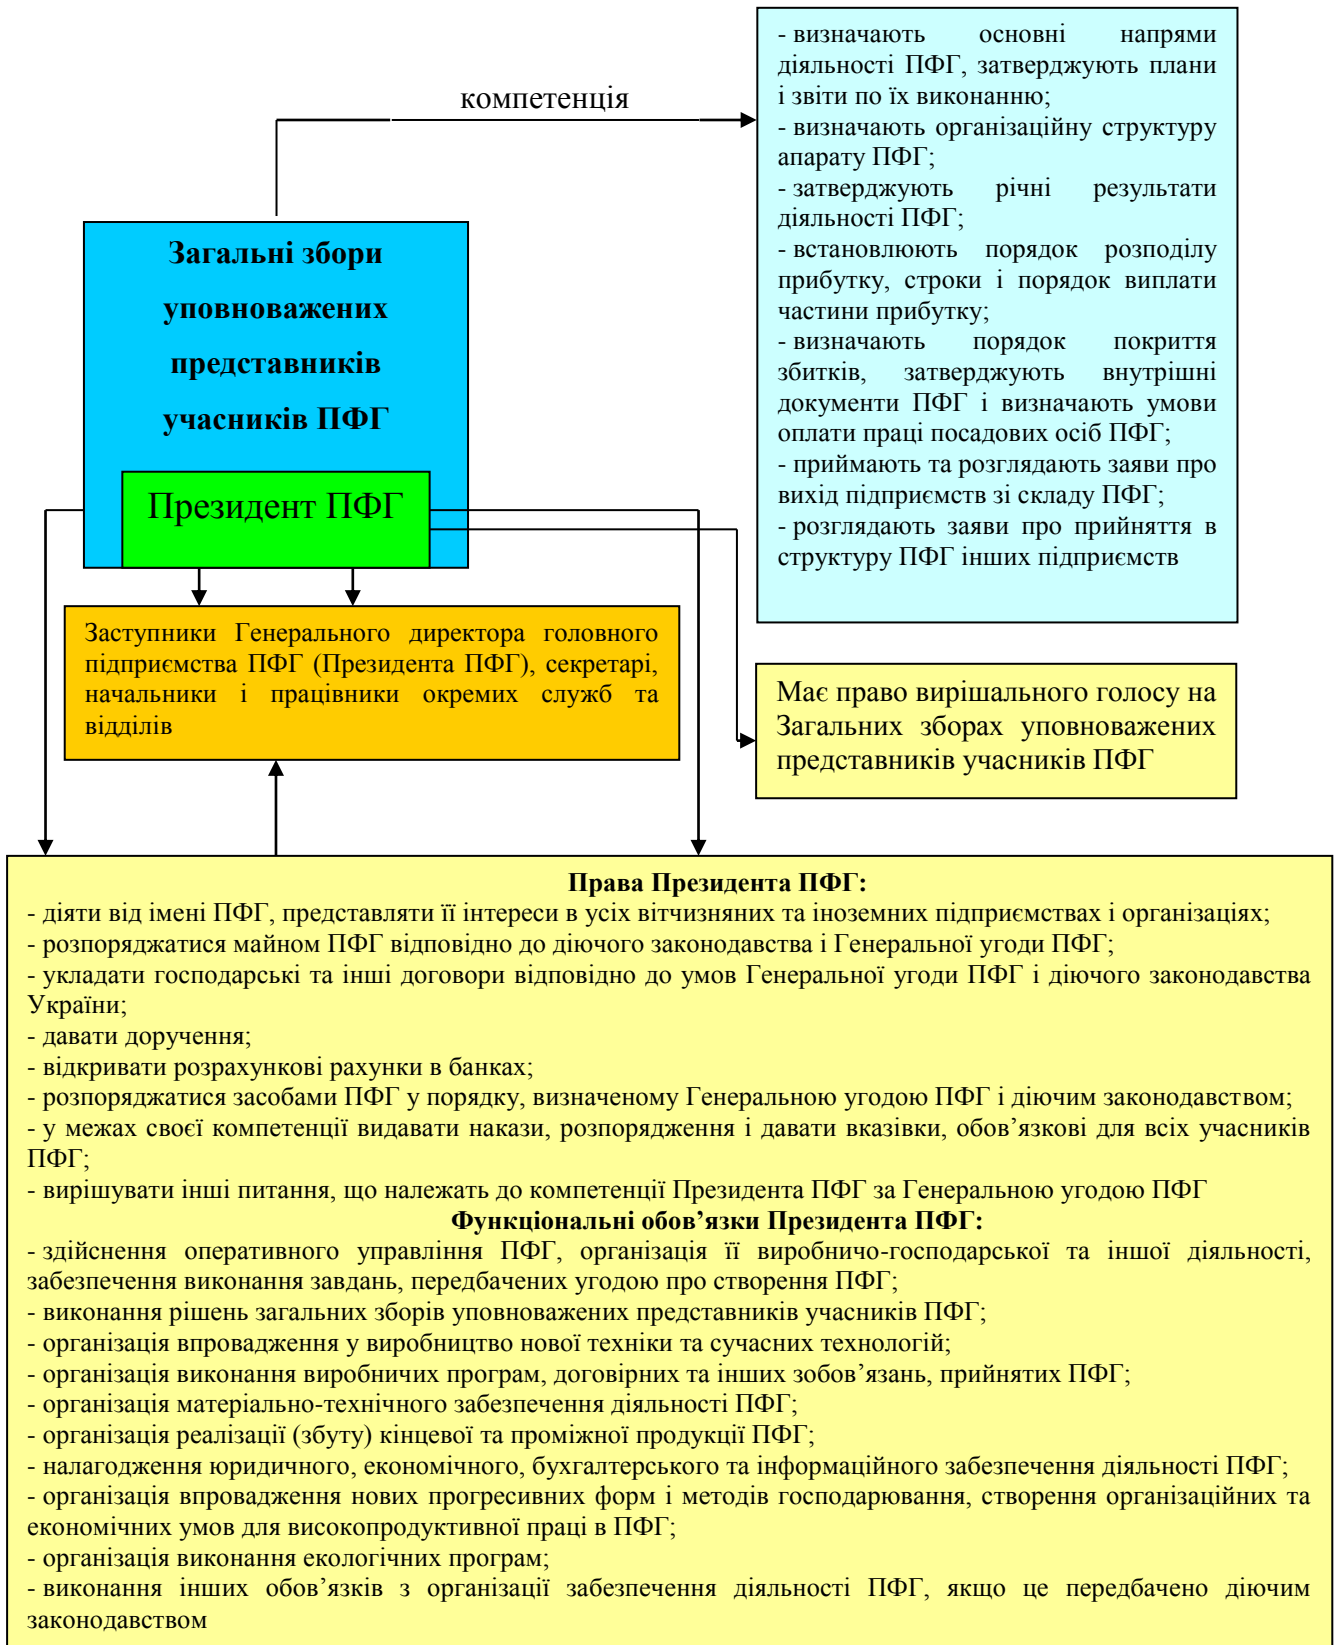 компетенція
- визначають основні напрями
діяльності ПФГ, затверджують плани
і звіти по їх виконанню;
- визначають організаційну структуру
апарату ПФГ;
- затверджують річні результати
діяльності ПФГ;
- встановлюють порядок розподілу
прибутку, строки і порядок виплати
частини прибутку;
- визначають порядок покриття
збитків, затверджують внутрішні
документи ПФГ і визначають умови
оплати праці посадових осіб ПФГ;
- приймають та розглядають заяви про
вихід підприємств зі складу ПФГ;
- розглядають заяви про прийняття в
структуру ПФГ інших підприємств
Загальні збори
уповноважених
представників
учасників ПФГ
Президент ПФГ
Заступники Генерального директора головного
підприємства ПФГ (Президента ПФГ), секретарі,
начальники і працівники окремих служб та
відділів
Має право вирішального голосу на
Загальних зборах уповноважених
представників учасників ПФГ
Права Президента ПФГ:
- діяти від імені ПФГ, представляти її інтереси в усіх вітчизняних та іноземних підприємствах і організаціях;
- розпоряджатися майном ПФГ відповідно до діючого законодавства і Генеральної угоди ПФГ;
- укладати господарські та інші договори відповідно до умов Генеральної угоди ПФГ і діючого законодавства
України;
- давати доручення;
- відкривати розрахункові рахунки в банках;
- розпоряджатися засобами ПФГ у порядку, визначеному Генеральною угодою ПФГ і діючим законодавством;
- у межах своєї компетенції видавати накази, розпорядження і давати вказівки, обов’язкові для всіх учасників
ПФГ;
- вирішувати інші питання, що належать до компетенції Президента ПФГ за Генеральною угодою ПФГ
Функціональні обов’язки Президента ПФГ:
- здійснення оперативного управління ПФГ, організація її виробничо-господарської та іншої діяльності,
забезпечення виконання завдань, передбачених угодою про створення ПФГ;
- виконання рішень загальних зборів уповноважених представників учасників ПФГ;
- організація впровадження у виробництво нової техніки та сучасних технологій;
- організація виконання виробничих програм, договірних та інших зобов’язань, прийнятих ПФГ;
- організація матеріально-технічного забезпечення діяльності ПФГ;
- організація реалізації (збуту) кінцевої та проміжної продукції ПФГ;
- налагодження юридичного, економічного, бухгалтерського та інформаційного забезпечення діяльності ПФГ;
- організація впровадження нових прогресивних форм і методів господарювання, створення організаційних та
економічних умов для високопродуктивної праці в ПФГ;
- організація виконання екологічних програм;
- виконання інших обов’язків з організації забезпечення діяльності ПФГ, якщо це передбачено діючим
законодавством